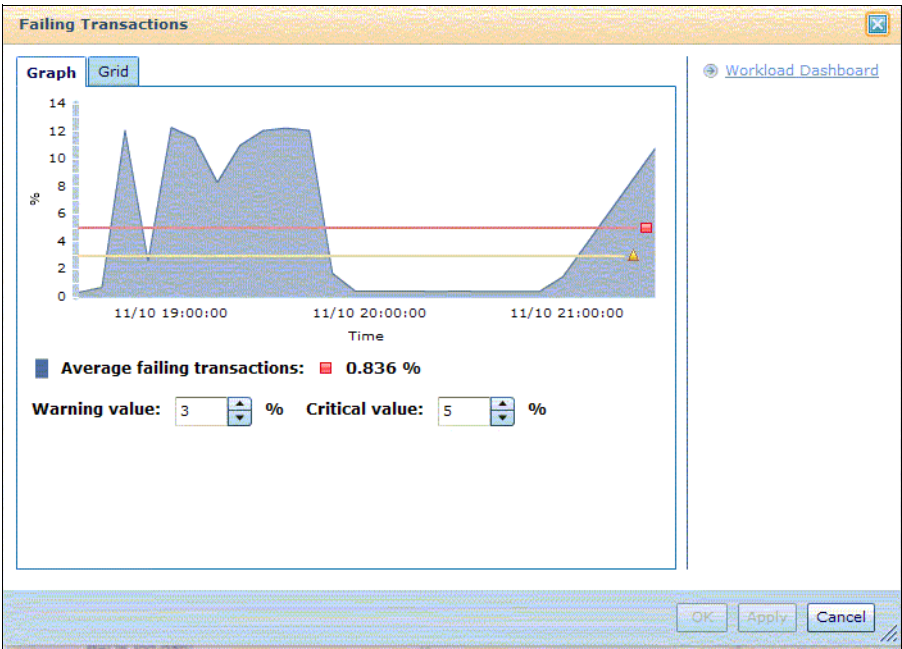 Failing Transactions
Graph Grid
Workload Dashboard
14
12
10
8
6
4
2
0
%
11/10 19:00:00 11/10 20:00:00 11/10 21:00:00
Time
Average failing transactions: 0.836 %
Warning value: 3 % Critical value: 5 %
OK Apply Cancel